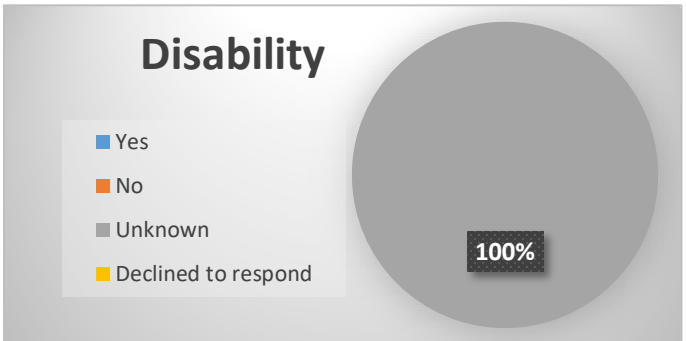 Disability
Yes
No
Unknown
Declined to respond
100%